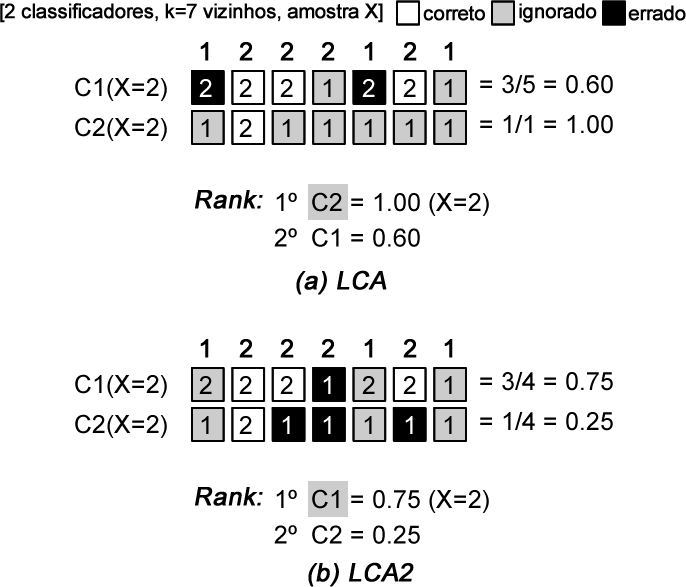 [2 classificadores, k=7 vizinhos, amostra X] correto ignorado errado
1 2 2 2 1 2 1
C1(X=2) 2 2 2 1 2 2 1 = 3/5 = 0.60
C2(X=2) 1 2 1 1 1 1 1 = 1/1 = 1.00
Rank: 1º C2 = 1.00 (X=2)
2º C1 = 0.60
(a) LCA
1 2 2 2 1 2 1
C1(X=2) 2 2 2 1 2 2 1 = 3/4 = 0.75
C2(X=2) 1 2 1 1 1 1 1 = 1/4 = 0.25
Rank: 1º C1 = 0.75 (X=2)
2º C2 = 0.25
(b) LCA2